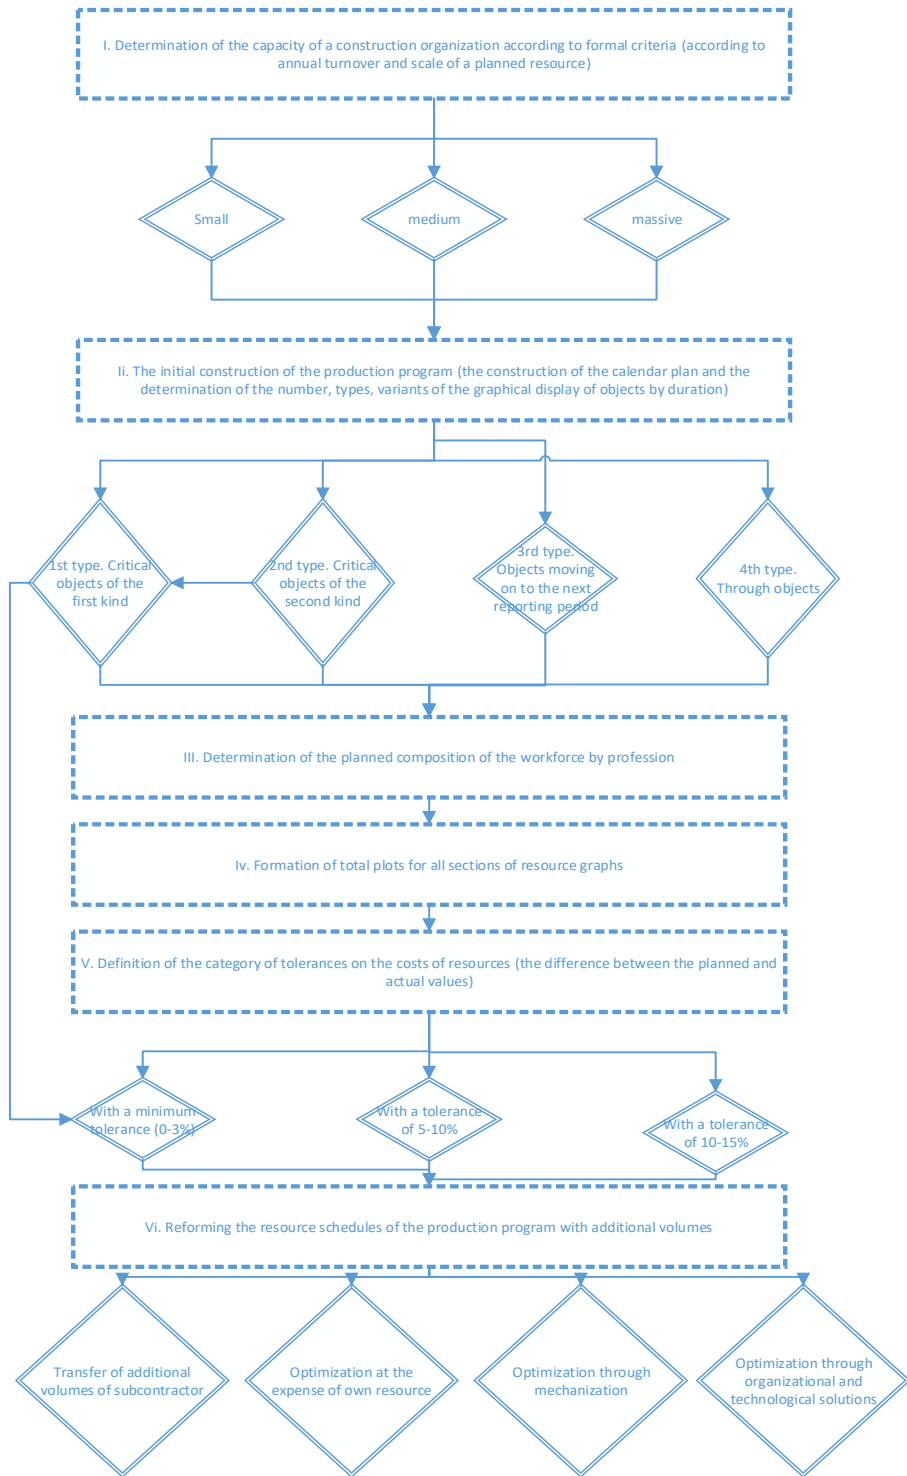 I. Determination of the capacity of a construction organization according to formal criteria (according to
annual turnover and scale of a planned resource)
Small
medium
massive
Ii. The initial construction of the production program (the construction of the calendar plan and the
determination of the number, types, variants of the graphical display of objects by duration)
1st type. Critical
objects of the
first kind
2nd type. Critical
objects of the
second kind
3rd type.
Objects moving
on to the next
reporting period
4th type.
Through objects
III. Determination of the planned composition of the workforce by profession
Iv. Formation of total plots for all sections of resource graphs
V. Definition of the category of tolerances on the costs of resources (the difference between the planned and
actual values)
With a minimum
tolerance (0-3%)
With a tolerance
of 5-10%
With a tolerance
of 10-15%
Vi. Reforming the resource schedules of the production program with additional volumes
Transfer of additional
volumes of subcontractor
Optimization at the
expense of own resource
Optimization through
mechanization
Optimization through
organizational and
technological solutions